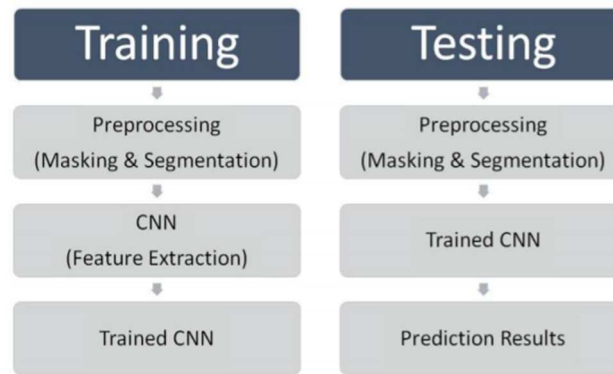 Training
Preprocessing
(Masking & Segmentation)
CNN
(Feature Extraction)
Trained CNN
Testing
Preprocessing
(Masking & Segmentation)
Trained CNN
Prediction Results